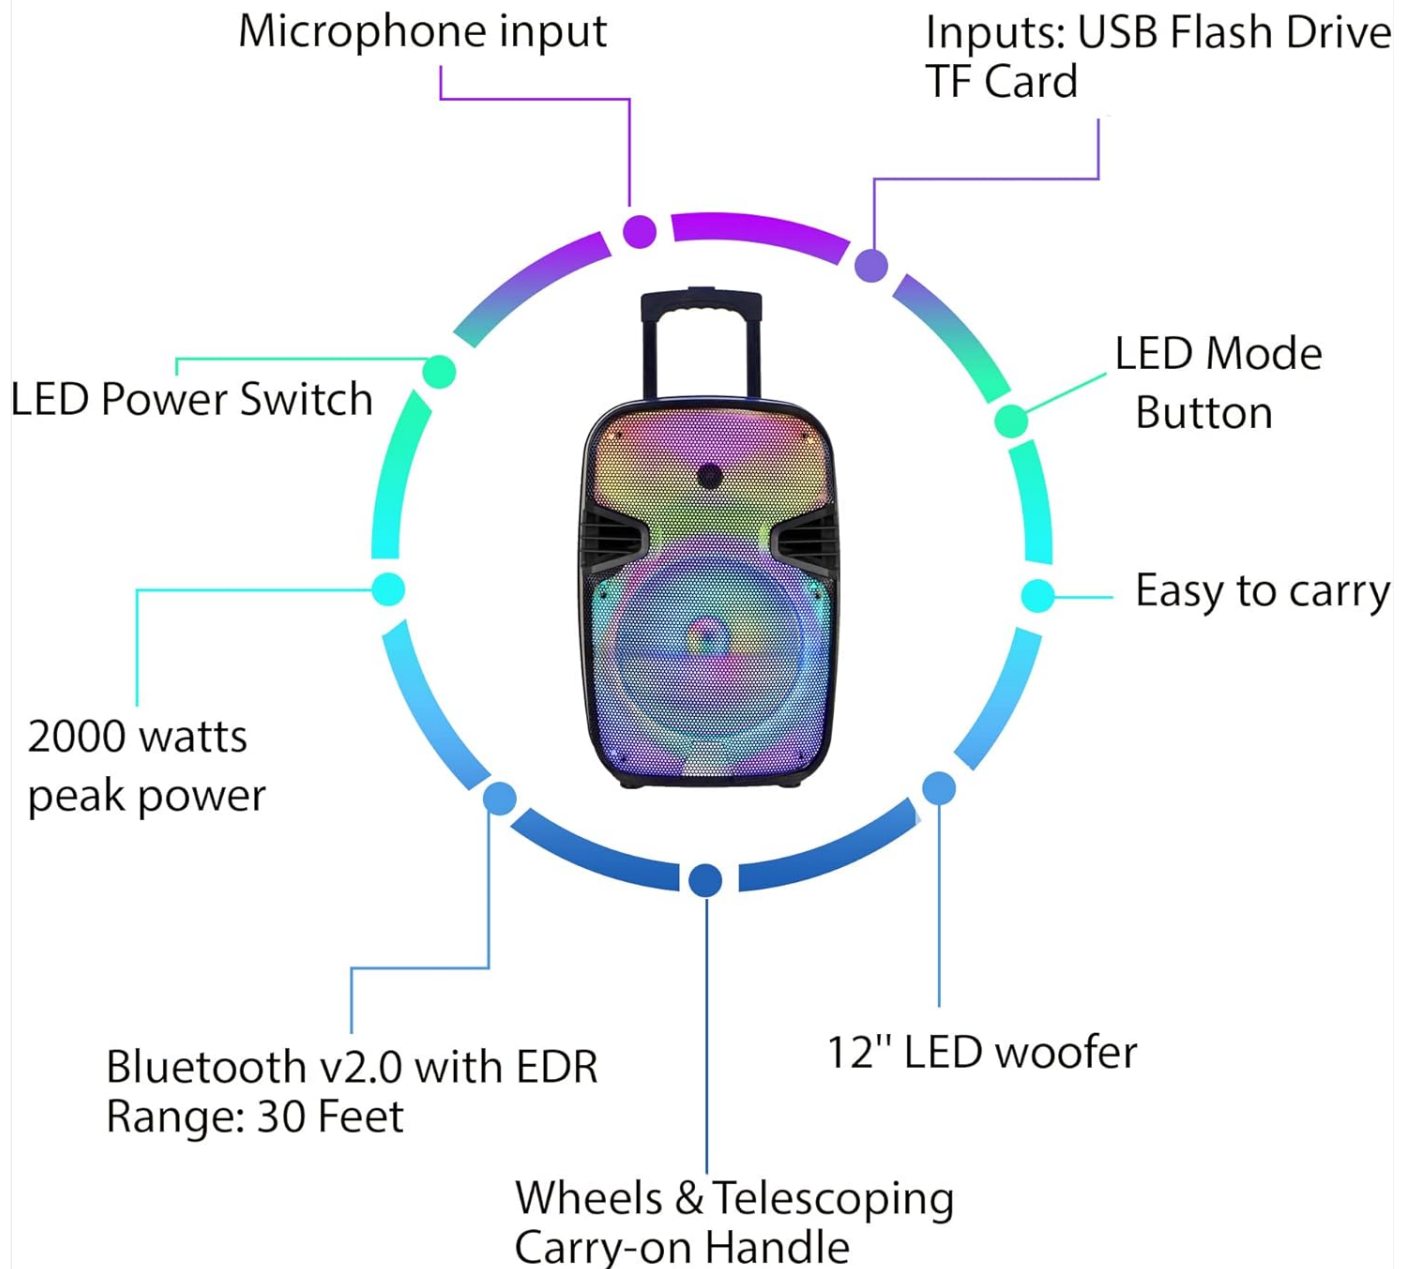 Microphone input
Inputs: USB Flash Drive
TF Card
LED Power Switch
LED Mode
Button
Easy to carry
2000 watts
peak power
12" LED woofer
Bluetooth v2.0 with EDR
Range: 30 Feet
Wheels & Telescoping
Carry-on Handle